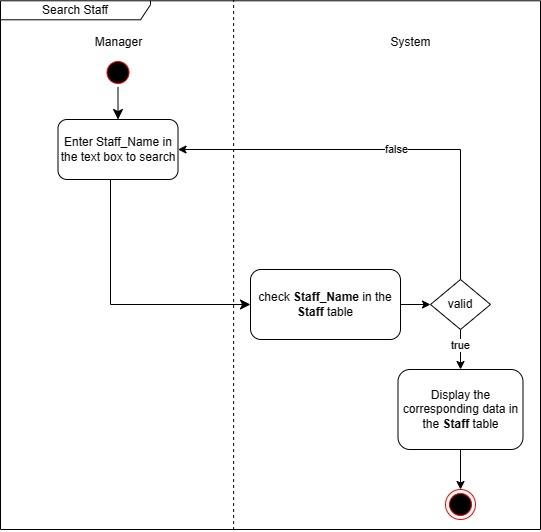 Search Staff
Manager
System
Enter Staff_Name in
the text box to search
false
check Staff_Name in the
Staff table
valid
true
Display the
corresponding data in
the Staff table